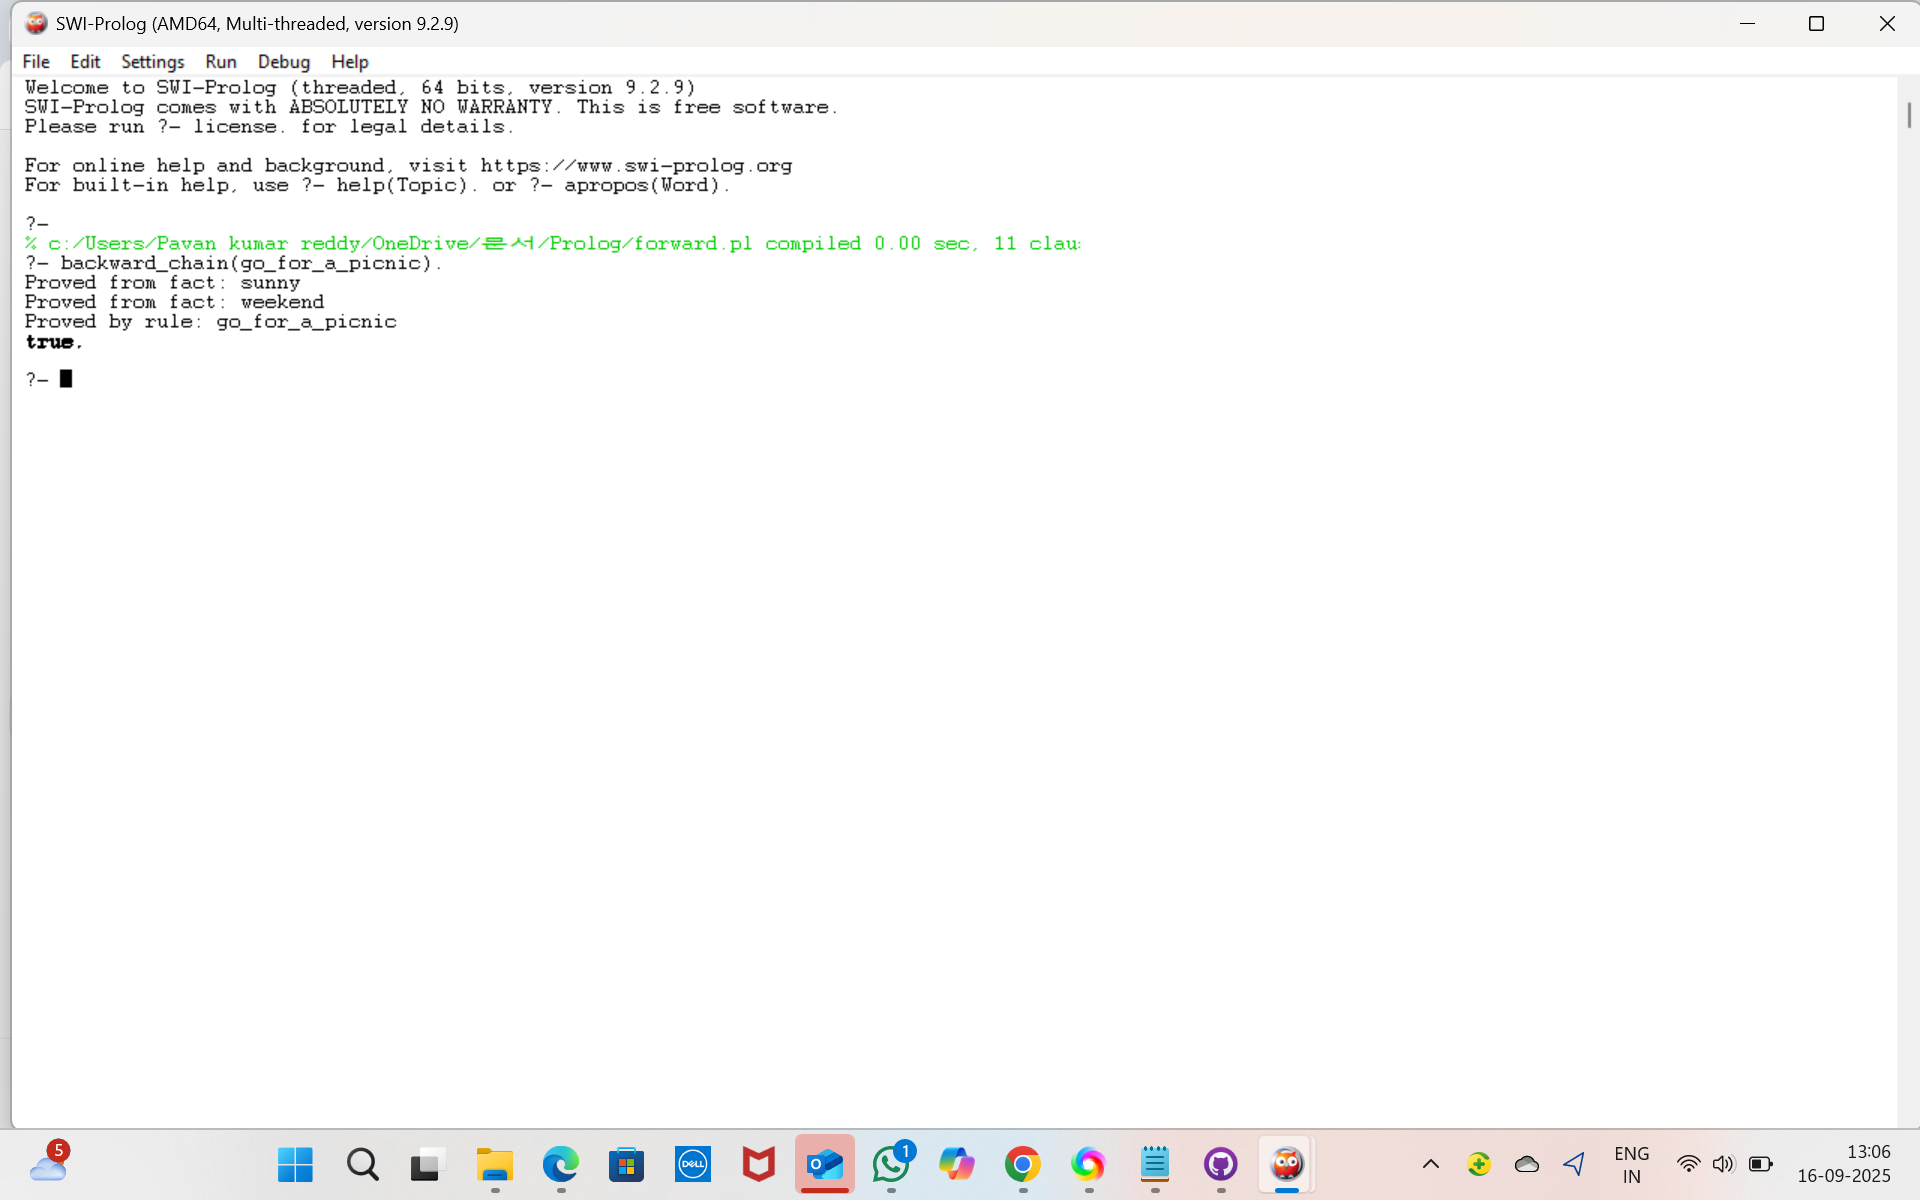 SWI-Prolog (AMD64, Multi-threaded, version 9.2.9)
File Edit Settings Run Debug Help
Welcome to SWI-Prolog (threaded, 64 bits, version 9.2.9)
SWI-Prolog comes with ABSOLUTELY NO WARRANTY. This is free software.
Please run ?- license. for legal details.
For online help and background, visit https://www.swi-prolog.org
For built-in help, use ?- help(Topic). or ?- apropos(Word).
?-
% c:/Users/Pavan kumar reddy/OneDrive/문서/Prolog/forward.pl compiled 0.00 sec, 11 clau
?- backward_chain(go_for_a_picnic).
Proved from fact: sunny
Proved from fact: weekend
Proved by rule: go_for_a_picnic
true.
?-
5
DELL
O
1
ENG
IN
13:06
16-09-2025